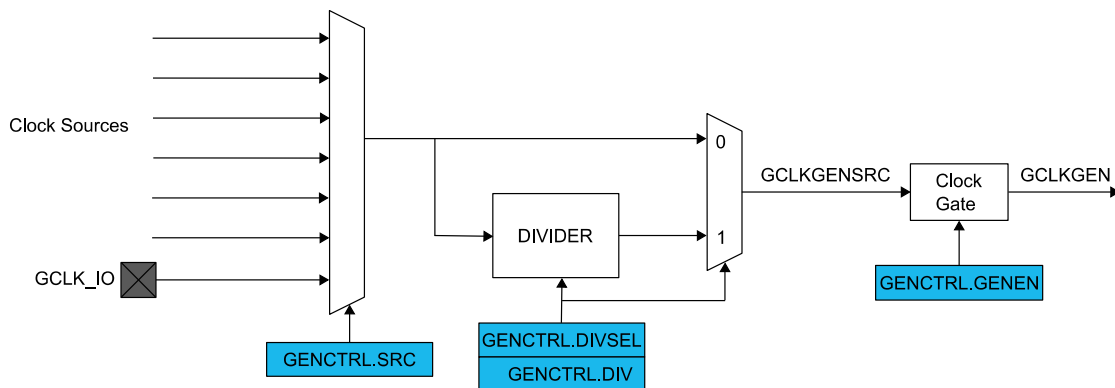 Clock Sources
GCLK_IO
GENCTRL.SRC
DIVIDER
GENCTRL.DIVSEL
GENCTRL.DIV
0
1
GCLKGENSRC
Clock
Gate
GCLKGEN
GENCTRL.GENEN